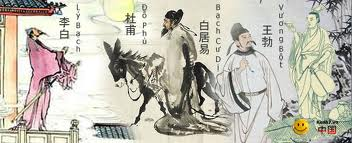 李白
Lý Bạch
杜甫
Đỗ Phủ
白居易
Bạch Cư Dị
王勃
Vương Bột
中国